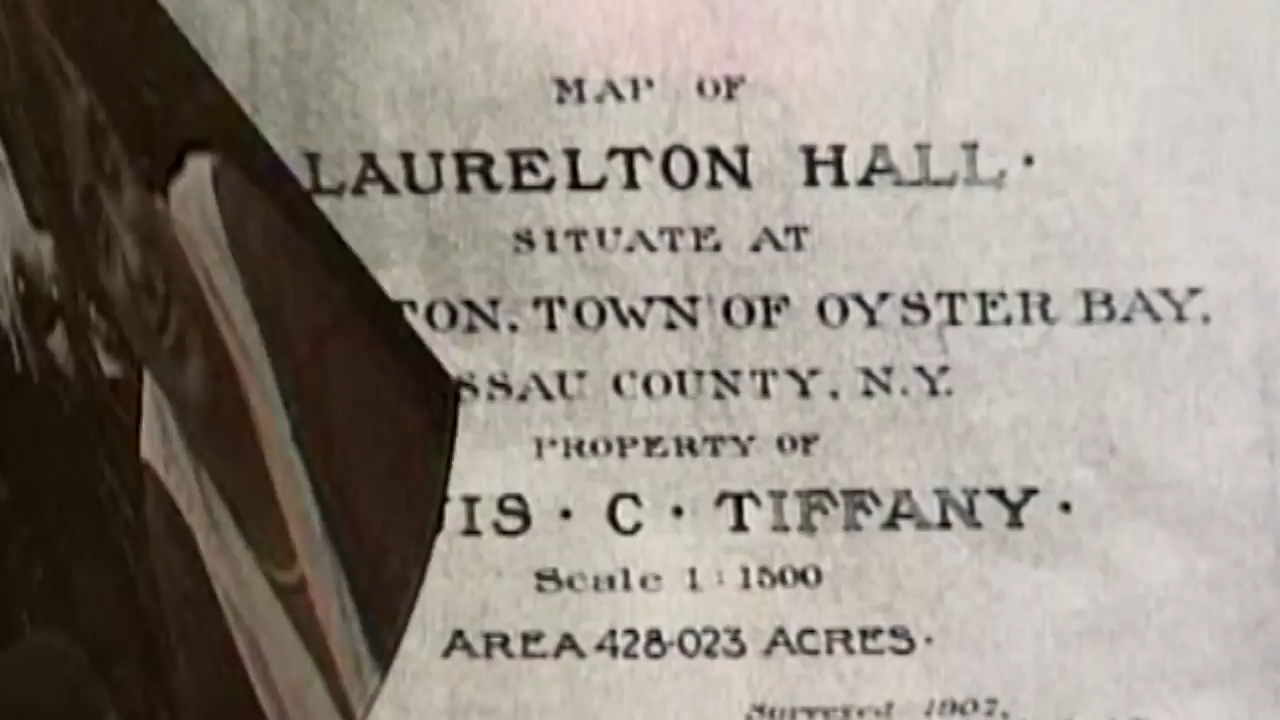 MAP OF
LAURELTON HALL·
SITUATE AT
TON. TOWN OF OYSTER BAY.
SSAU COUNTY, N.Y.
PROPERTY OF
IS · C · TIFFANY ·
Scale 1:1500
AREA 428·023 ACRES·
Surveyed 1907,